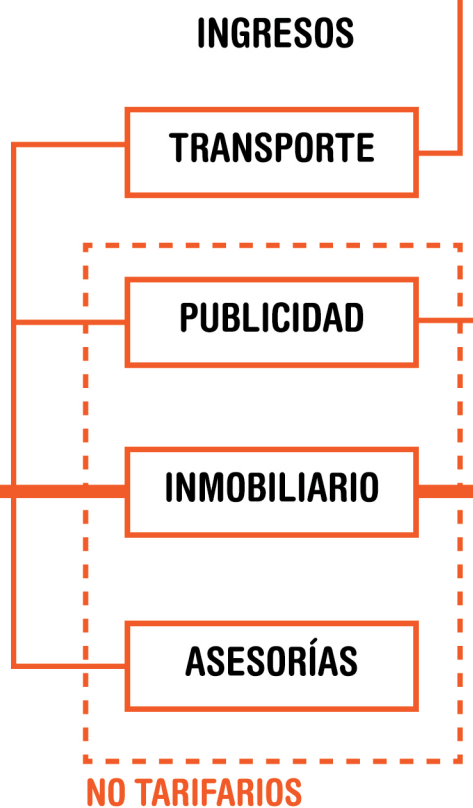 INGRESOS
TRANSPORTE
PUBLICIDAD
INMOBILIARIO
ASESORÍAS
NO TARIFARIOS